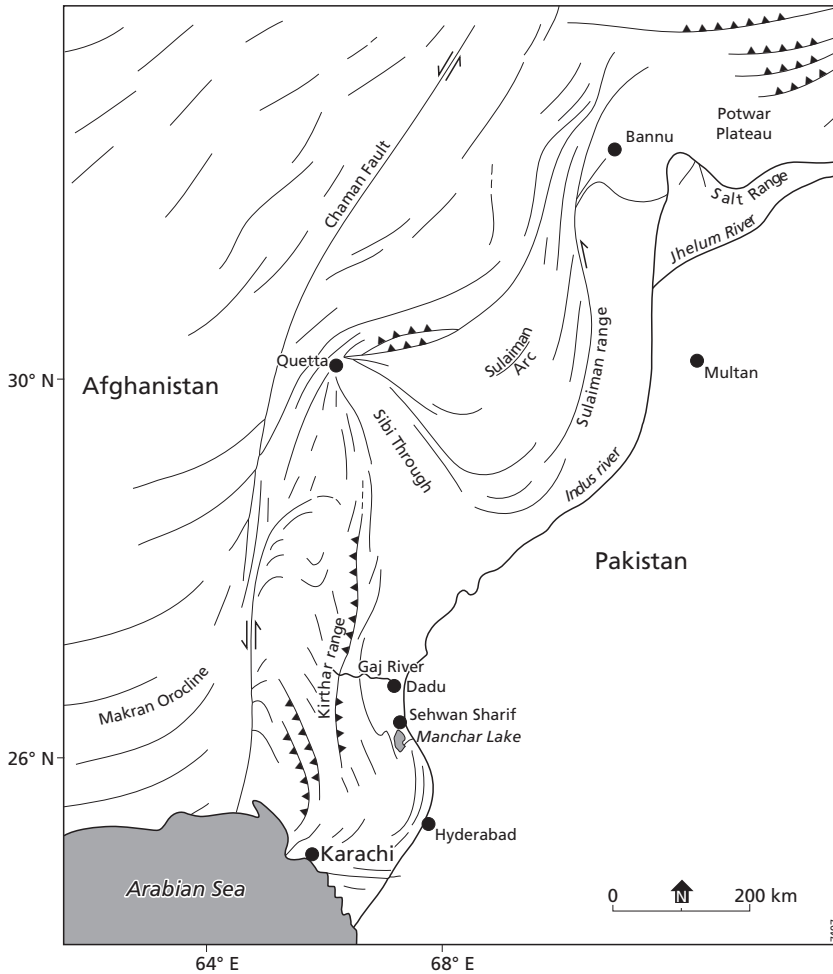 Potwar
Plateau
Bannu
Salt Range
Jhelum River
Chaman Fault
Quetta
Sulaiman
Arc
Sulaiman range
Multan
30° N
Afghanistan
Sibi Through
Indus river
Pakistan
Kirthar range
Gaj River
Dadu
Makran Orocline
Sehwan Sharif
Manchar Lake
26° N
Hyderabad
Karachi
Arabian Sea
N
0
200 km
64° E
68° E